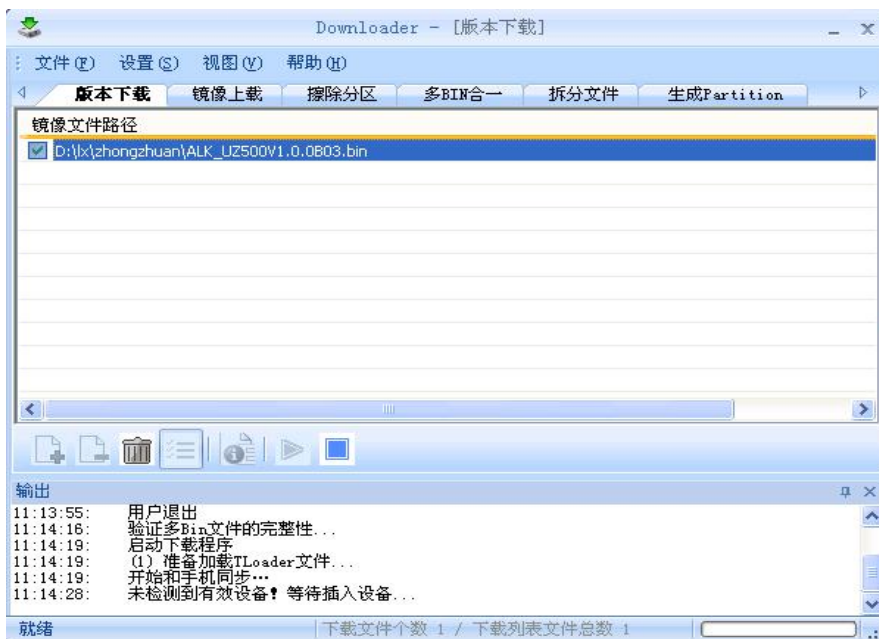 Downloader - [版本下载]
文件(F) 设置(S) 视图(V) 帮助(H)
版本下载 镜像上载 擦除分区 多BIN合一 拆分文件 生成Partition
镜像文件路径
D:\lx\zhongzhuan\ALK_UZ500V1.0.0B03.bin
输出
11:13:55: 用户退出
11:14:16: 验证多Bin文件的完整性...
11:14:19: 启动下载程序
11:14:19: (1) 准备加载TLoader文件...
11:14:19: 开始和手机同步…
11:14:28: 未检测到有效设备! 等待插入设备...
就绪 下载文件个数 1 / 下载列表文件总数 1